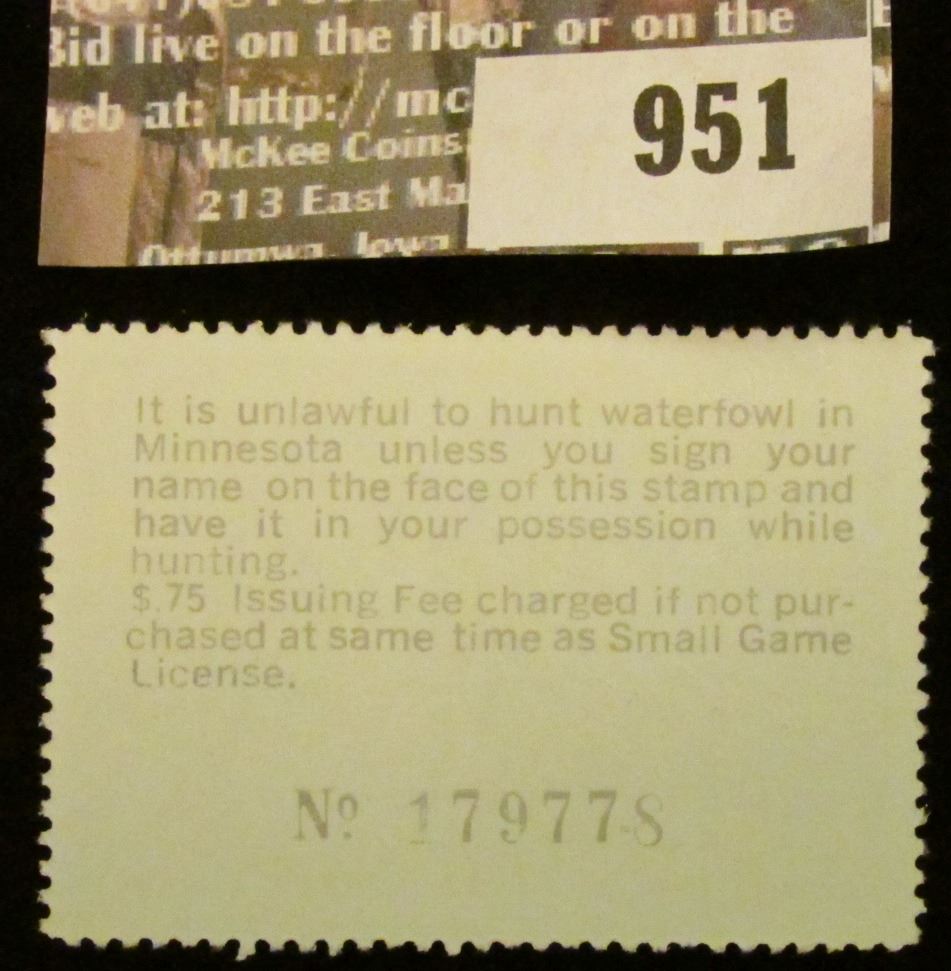 Bid live on the floor or on the
web at: http://mc
951
McKee Coins
213 East Ma
Ottumwa, Iowa
It is unlawful to hunt waterfowl in
Minnesota unless you sign your
name on the face of this stamp and
have it in your possession while
hunting.
$.75 Issuing Fee charged if not pur-
chased at same time as Small Game
License.
Nº 179778